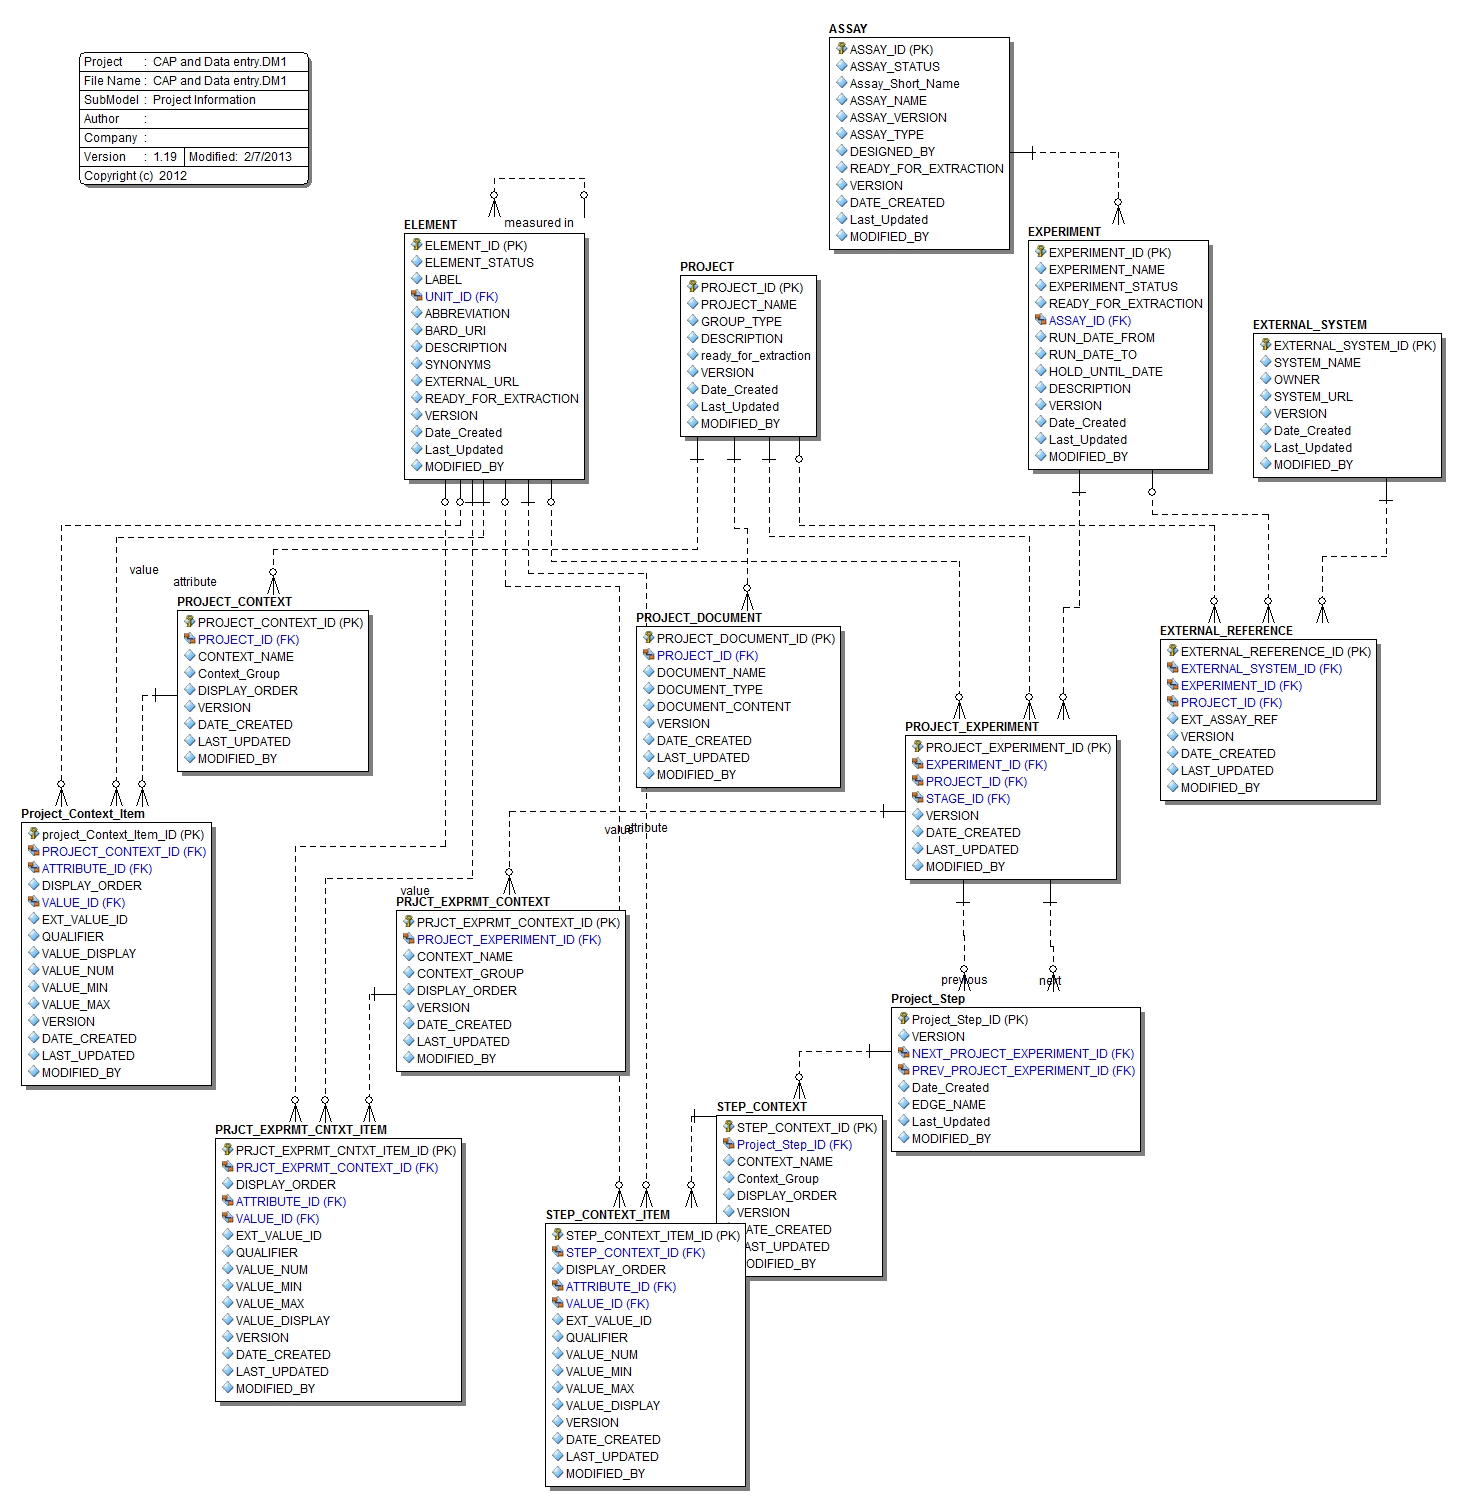 Project : CAP and Data entry.DM1
File Name : CAP and Data entry.DM1
SubModel : Project Information
Author :
Company :
Version : 1.19 Modified: 2/7/2013
Copyright (c) 2012
ASSAY
ASSAY_ID (PK)
ASSAY_STATUS
Assay_Short_Name
ASSAY_NAME
ASSAY_VERSION
ASSAY_TYPE
DESIGNED_BY
READY_FOR_EXTRACTION
VERSION
DATE_CREATED
Last_Updated
MODIFIED_BY
measured in
ELEMENT
ELEMENT_ID (PK)
ELEMENT_STATUS
LABEL
UNIT_ID (FK)
ABBREVIATION
BARD_URI
DESCRIPTION
SYNONYMS
EXTERNAL_URL
READY_FOR_EXTRACTION
VERSION
Date_Created
Last_Updated
MODIFIED_BY
PROJECT
PROJECT_ID (PK)
PROJECT_NAME
GROUP_TYPE
DESCRIPTION
ready_for_extraction
VERSION
Date_Created
Last_Updated
MODIFIED_BY
EXPERIMENT
EXPERIMENT_ID (PK)
EXPERIMENT_NAME
EXPERIMENT_STATUS
READY_FOR_EXTRACTION
ASSAY_ID (FK)
RUN_DATE_FROM
RUN_DATE_TO
HOLD_UNTIL_DATE
DESCRIPTION
VERSION
Date_Created
Last_Updated
MODIFIED_BY
EXTERNAL_SYSTEM
EXTERNAL_SYSTEM_ID (PK)
SYSTEM_NAME
OWNER
SYSTEM_URL
VERSION
Date_Created
Last_Updated
MODIFIED_BY
value
attribute
PROJECT_CONTEXT
PROJECT_CONTEXT_ID (PK)
PROJECT_ID (FK)
CONTEXT_NAME
Context_Group
DISPLAY_ORDER
VERSION
DATE_CREATED
LAST_UPDATED
MODIFIED_BY
PROJECT_DOCUMENT
PROJECT_DOCUMENT_ID (PK)
PROJECT_ID (FK)
DOCUMENT_NAME
DOCUMENT_TYPE
DOCUMENT_CONTENT
VERSION
DATE_CREATED
LAST_UPDATED
MODIFIED_BY
EXTERNAL_REFERENCE
EXTERNAL_REFERENCE_ID (PK)
EXTERNAL_SYSTEM_ID (FK)
EXPERIMENT_ID (FK)
PROJECT_ID (FK)
EXT_ASSAY_REF
VERSION
DATE_CREATED
LAST_UPDATED
MODIFIED_BY
PROJECT_EXPERIMENT
PROJECT_EXPERIMENT_ID (PK)
EXPERIMENT_ID (FK)
PROJECT_ID (FK)
STAGE_ID (FK)
VERSION
DATE_CREATED
LAST_UPDATED
MODIFIED_BY
Project_Context_Item
project_Context_Item_ID (PK)
PROJECT_CONTEXT_ID (FK)
ATTRIBUTE_ID (FK)
DISPLAY_ORDER
VALUE_ID (FK)
EXT_VALUE_ID
QUALIFIER
VALUE_DISPLAY
VALUE_NUM
VALUE_MIN
VALUE_MAX
VERSION
DATE_CREATED
LAST_UPDATED
MODIFIED_BY
value
attribute
value
PRJCT_EXPRMT_CONTEXT
PRJCT_EXPRMT_CONTEXT_ID (PK)
PROJECT_EXPERIMENT_ID (FK)
CONTEXT_NAME
CONTEXT_GROUP
DISPLAY_ORDER
VERSION
DATE_CREATED
LAST_UPDATED
MODIFIED_BY
previous
next
Project_Step
Project_Step_ID (PK)
VERSION
NEXT_PROJECT_EXPERIMENT_ID (FK)
PREV_PROJECT_EXPERIMENT_ID (FK)
Date_Created
EDGE_NAME
Last_Updated
MODIFIED_BY
STEP_CONTEXT
STEP_CONTEXT_ID (PK)
Project_Step_ID (FK)
CONTEXT_NAME
Context_Group
DISPLAY_ORDER
VERSION
ATE_CREATED
AST_UPDATED
ODIFIED_BY
PRJCT_EXPRMT_CNTXT_ITEM
PRJCT_EXPRMT_CNTXT_ITEM_ID (PK)
PRJCT_EXPRMT_CONTEXT_ID (FK)
DISPLAY_ORDER
ATTRIBUTE_ID (FK)
VALUE_ID (FK)
EXT_VALUE_ID
QUALIFIER
VALUE_NUM
VALUE_MIN
VALUE_MAX
VALUE_DISPLAY
VERSION
DATE_CREATED
LAST_UPDATED
MODIFIED_BY
STEP_CONTEXT_ITEM
STEP_CONTEXT_ITEM_ID (PK)
STEP_CONTEXT_ID (FK)
DISPLAY_ORDER
ATTRIBUTE_ID (FK)
VALUE_ID (FK)
EXT_VALUE_ID
QUALIFIER
VALUE_NUM
VALUE_MIN
VALUE_MAX
VALUE_DISPLAY
VERSION
DATE_CREATED
LAST_UPDATED
MODIFIED_BY